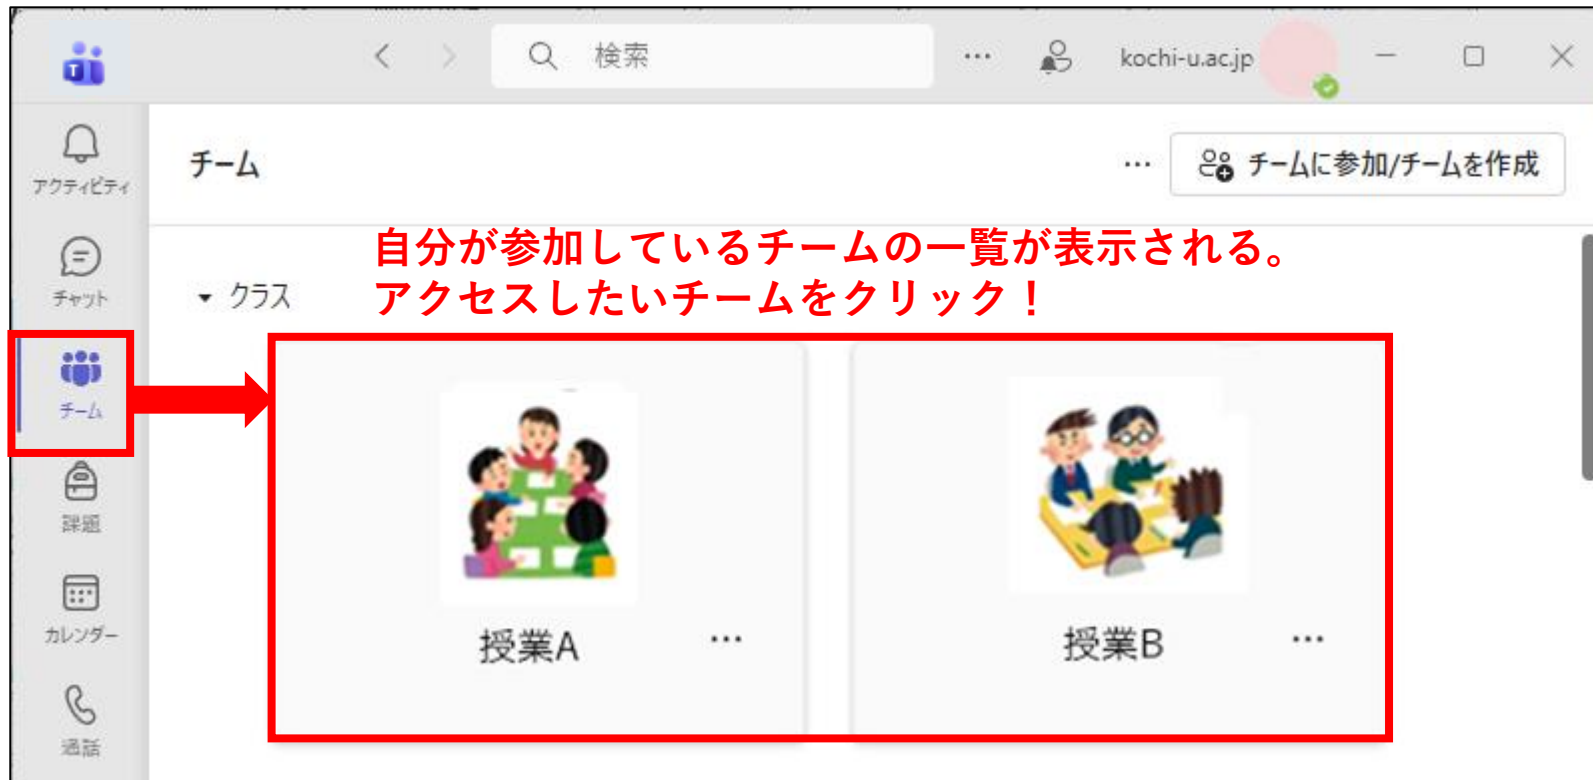 検索
kochi-u.ac.jp
アクティビティ
チーム
チームに参加/チームを作成
自分が参加しているチームの一覧が表示される。
アクセスしたいチームをクリック！
チャット
クラス
チーム
課題
カレンダー
授業A
授業B
通話